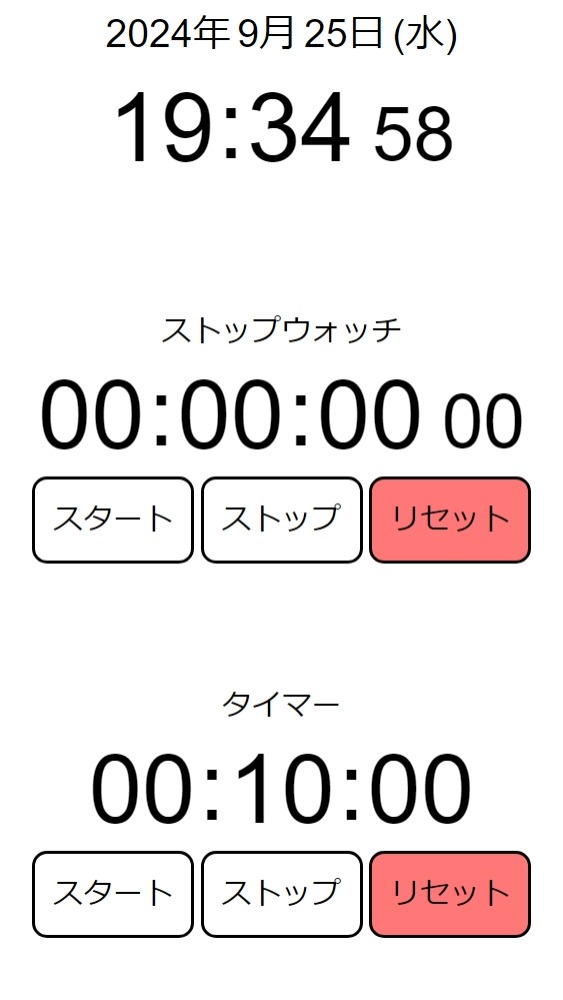 2024年9月25日(水)
19:34 58
ストップウォッチ
00:00:00 00
スタート ストップ リセット
タイマー
00:10:00
スタート ストップ リセット